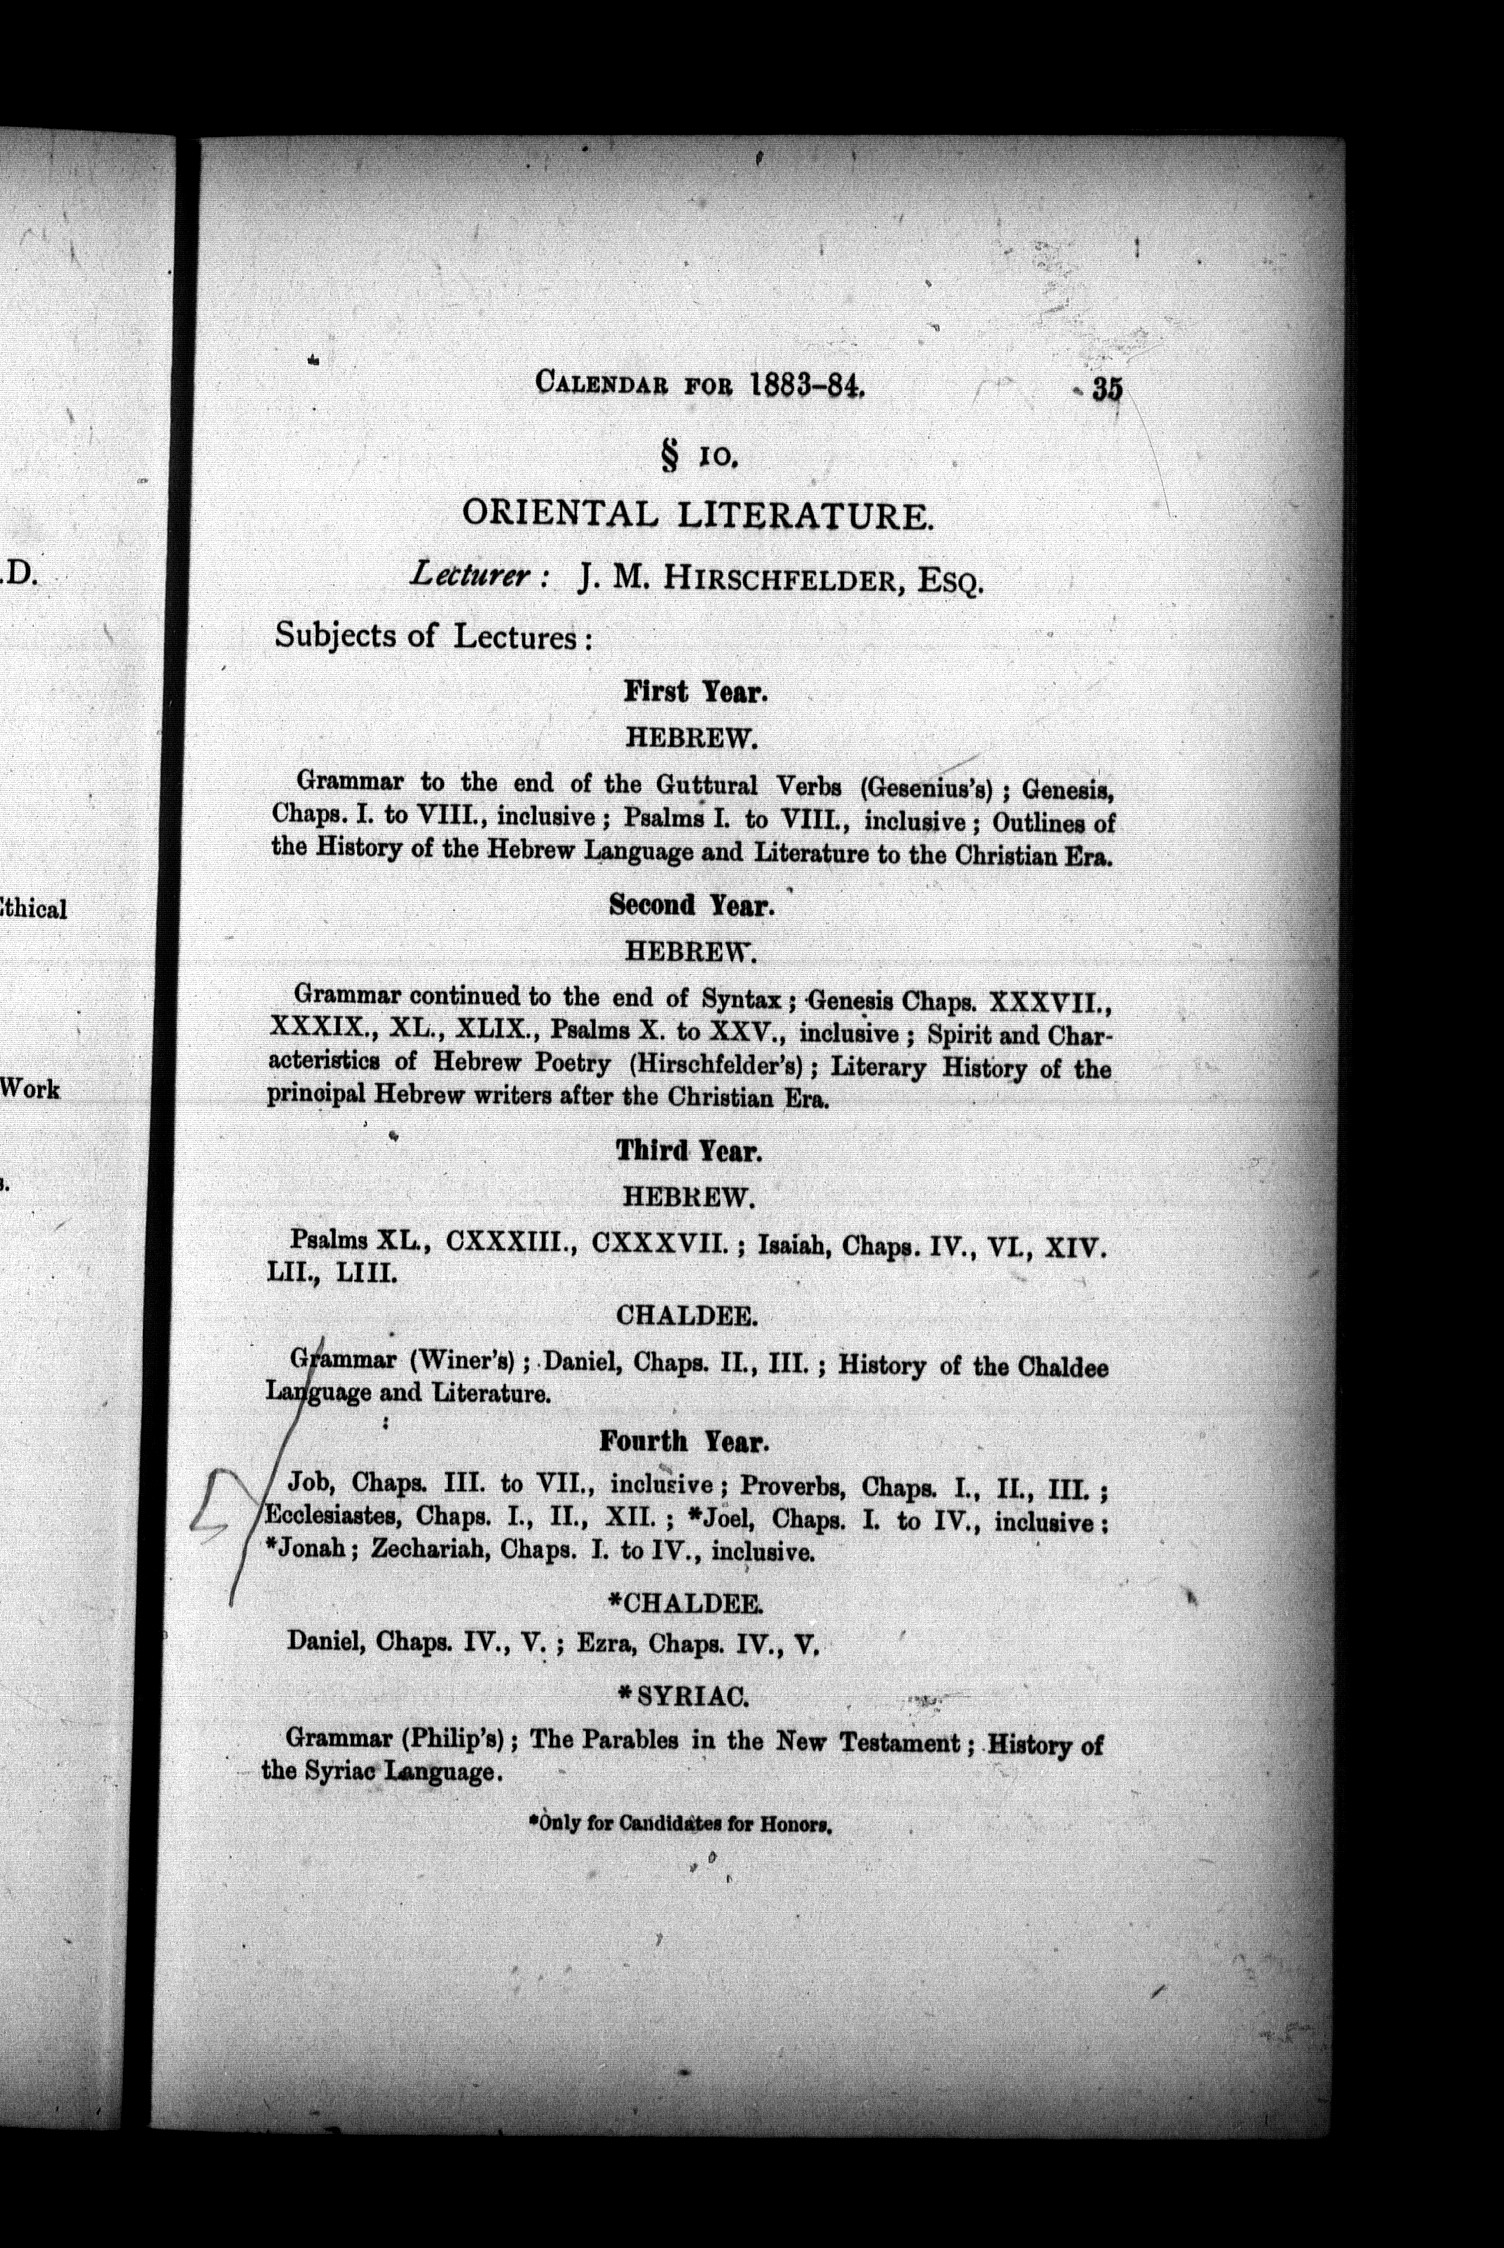 CALENDAR FOR 1883–84. 35
§ 10.
ORIENTAL LITERATURE.
Lecturer : J. M. HIRSCHFELDER, ESQ.
Subjects of Lectures :
First Year.
HEBREW.
Grammar to the end of the Guttural Verbs (Gesenius's) ; Genesis,
Chaps. I. to VIII., inclusive ; Psalms I. to VIII., inclusive ; Outlines of
the History of the Hebrew Language and Literature to the Christian Era.
Second Year.
HEBREW.
Grammar continued to the end of Syntax ; Genesis Chaps. XXXVII.,
XXXIX., XL., XLIX., Psalms X. to XXV., inclusive ; Spirit and Char-
acteristics of Hebrew Poetry (Hirschfelder's) ; Literary History of the
principal Hebrew writers after the Christian Era.
Third Year.
HEBREW.
Psalms XL., CXXXIII., CXXXVII. ; Isaiah, Chaps. IV., VI., XIV.
LII., LIII.
CHALDEE.
Grammar (Winer's) ; Daniel, Chaps. II., III. ; History of the Chaldee
Language and Literature.
Fourth Year.
Job, Chaps. III. to VII., inclusive ; Proverbs, Chaps. I., II., III. ;
Ecclesiastes, Chaps. I., II., XII. ; *Joel, Chaps. I. to IV., inclusive ;
*Jonah ; Zechariah, Chaps. I. to IV., inclusive.
*CHALDEE.
Daniel, Chaps. IV., V. ; Ezra, Chaps. IV., V.
*SYRIAC.
Grammar (Philip's) ; The Parables in the New Testament ; History of
the Syriac Language.
*Only for Candidates for Honors.
.D.
Ethical
Work
s.